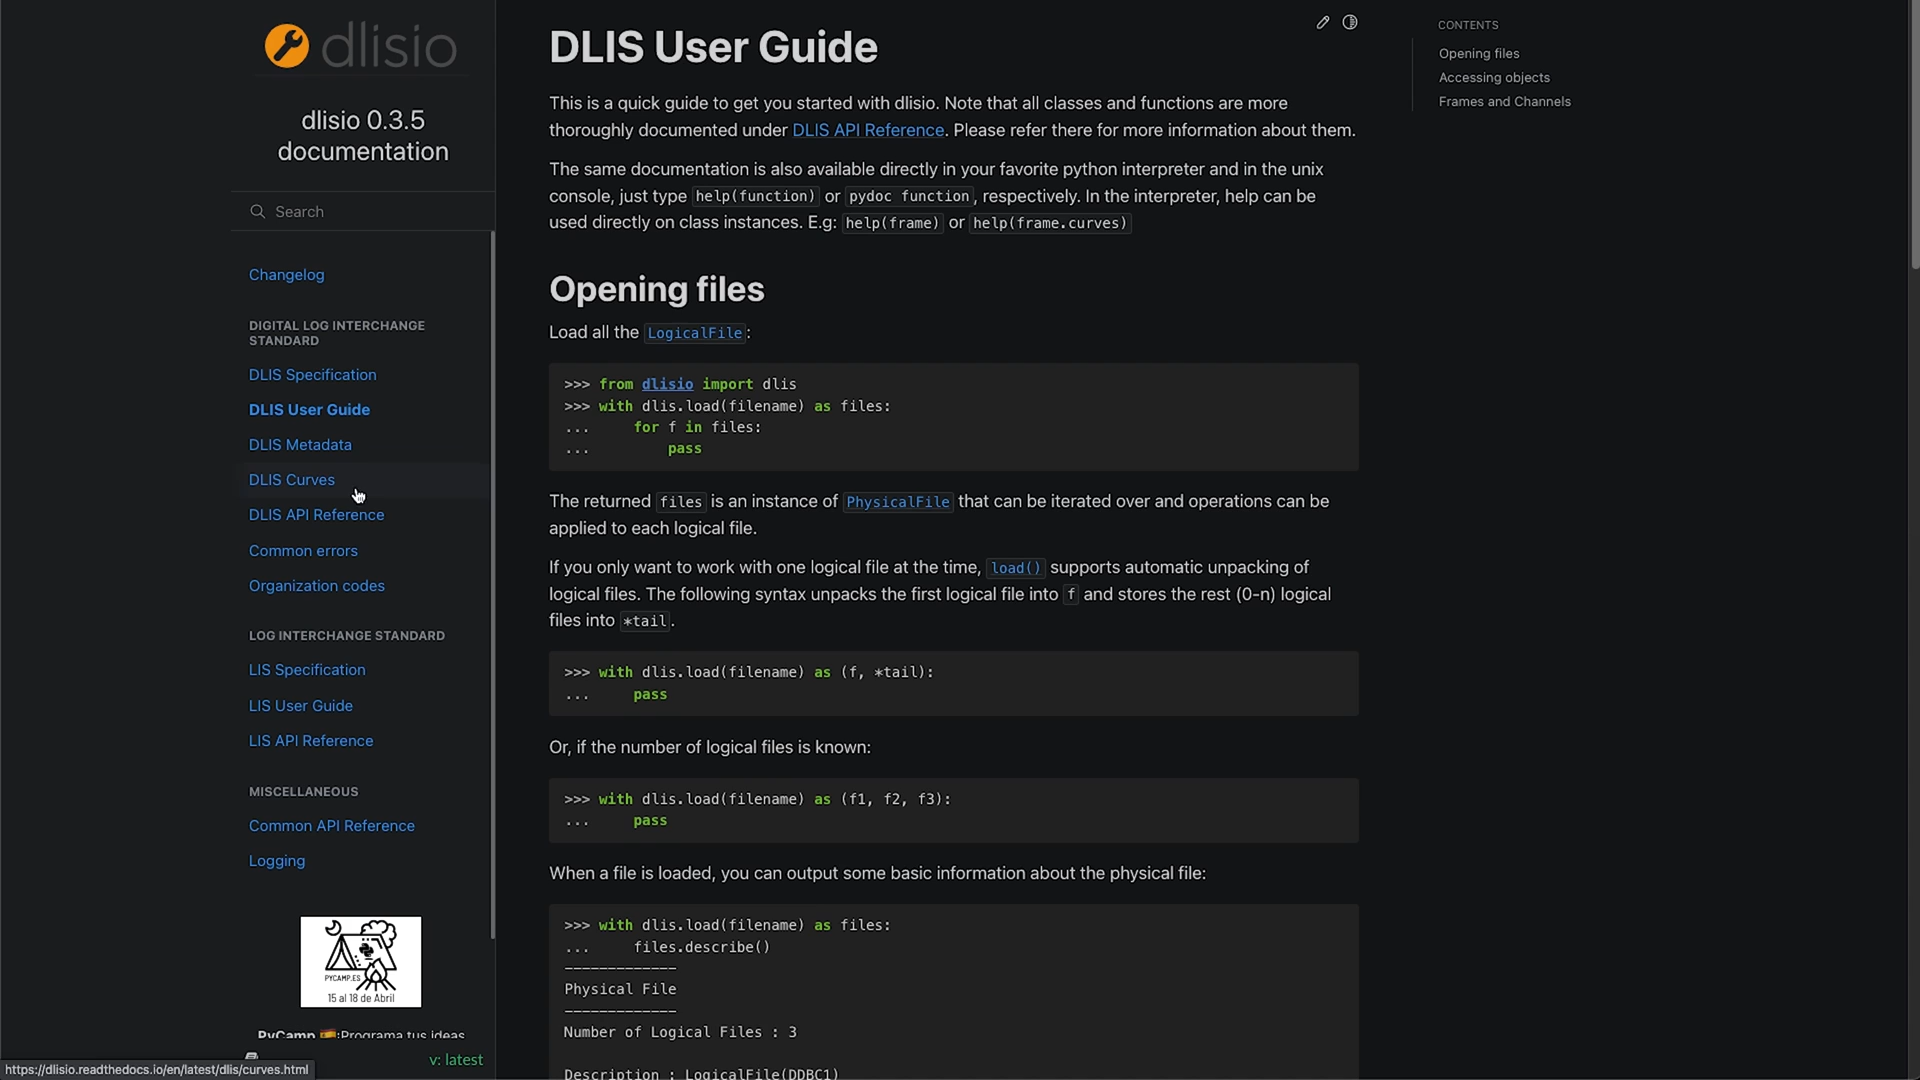 dlisio
dlisio 0.3.5
documentation
Search
Changelog
DIGITAL LOG INTERCHANGE
STANDARD
DLIS Specification
DLIS User Guide
DLIS Metadata
DLIS Curves
DLIS API Reference
Common errors
Organization codes
LOG INTERCHANGE STANDARD
LIS Specification
LIS User Guide
LIS API Reference
MISCELLANEOUS
Common API Reference
Logging
PYCAMP.ES
15 al 18 de Abril
PyCamp 🇪🇸:Programa tus ideas
v: latest
https://dlisio.readthedocs.io/en/latest/dlis/curves.html
DLIS User Guide
This is a quick guide to get you started with dlisio. Note that all classes and functions are more
thoroughly documented under DLIS API Reference. Please refer there for more information about them.
The same documentation is also available directly in your favorite python interpreter and in the unix
console, just type help(function) or pydoc function, respectively. In the interpreter, help can be
used directly on class instances. E.g: help(frame) or help(frame.curves)
Opening files
Load all the LogicalFile:
>>> from dlisio import dlis
>>> with dlis.load(filename) as files:
...     for f in files:
...         pass
The returned files is an instance of PhysicalFile that can be iterated over and operations can be
applied to each logical file.
If you only want to work with one logical file at the time, load() supports automatic unpacking of
logical files. The following syntax unpacks the first logical file into f and stores the rest (0-n) logical
files into *tail.
>>> with dlis.load(filename) as (f, *tail):
...     pass
Or, if the number of logical files is known:
>>> with dlis.load(filename) as (f1, f2, f3):
...     pass
When a file is loaded, you can output some basic information about the physical file:
>>> with dlis.load(filename) as files:
...     files.describe()
-------------
Physical File
-------------
Number of Logical Files : 3
Description : LogicalFile(DDBC1)
CONTENTS
Opening files
Accessing objects
Frames and Channels